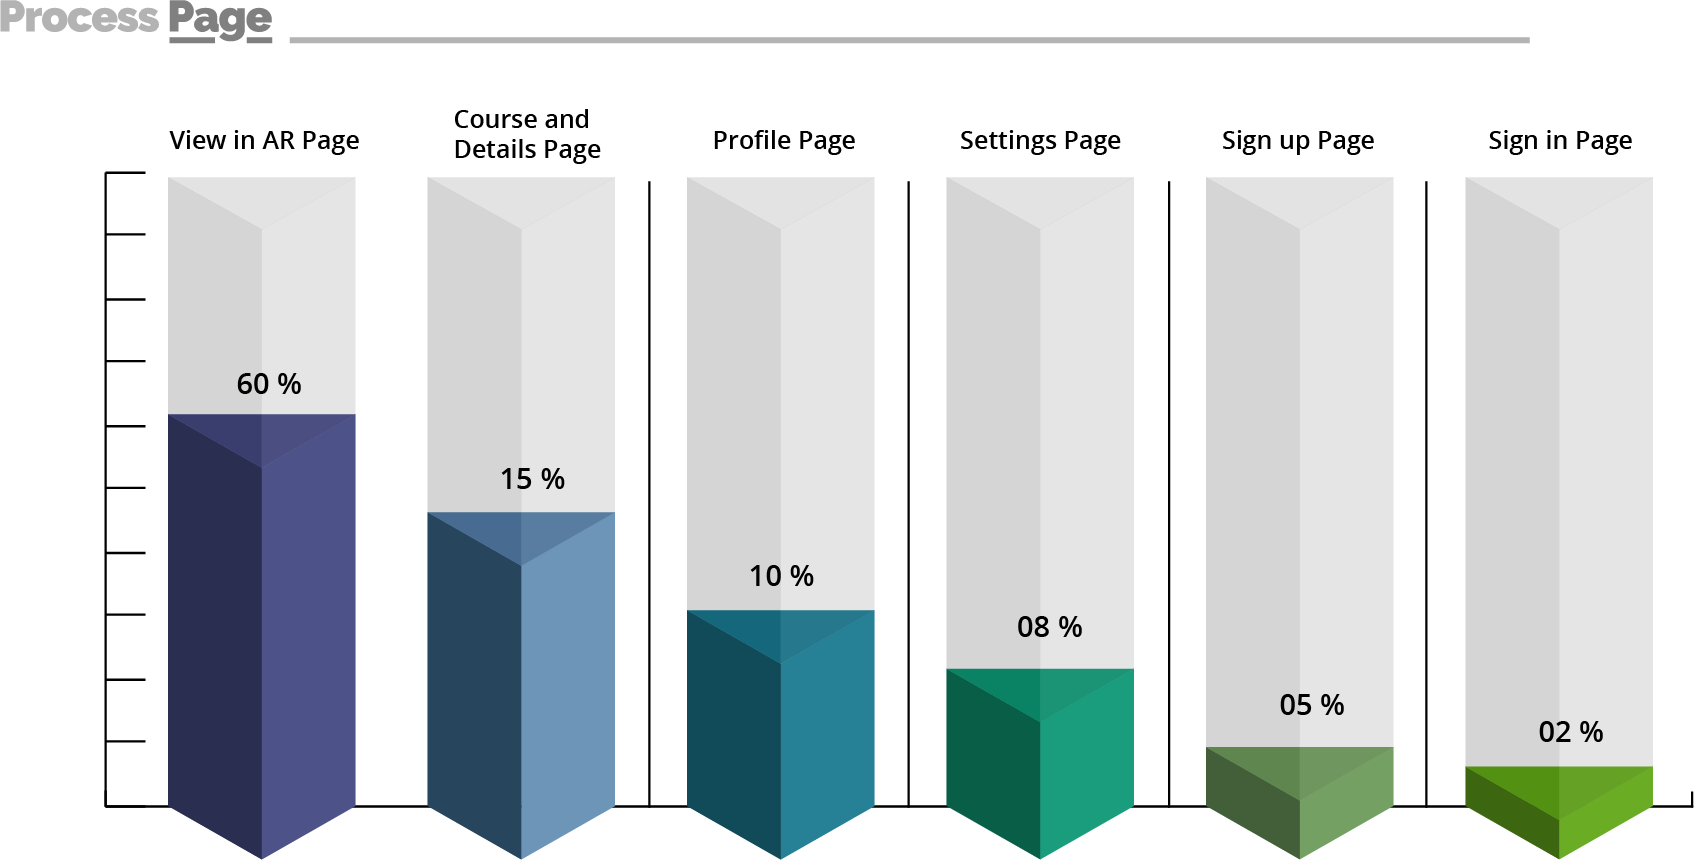 Process Page
View in AR Page
Course and
Details Page
Profile Page
Settings Page
Sign up Page
Sign in Page
60 %
15 %
10 %
08 %
05 %
02 %